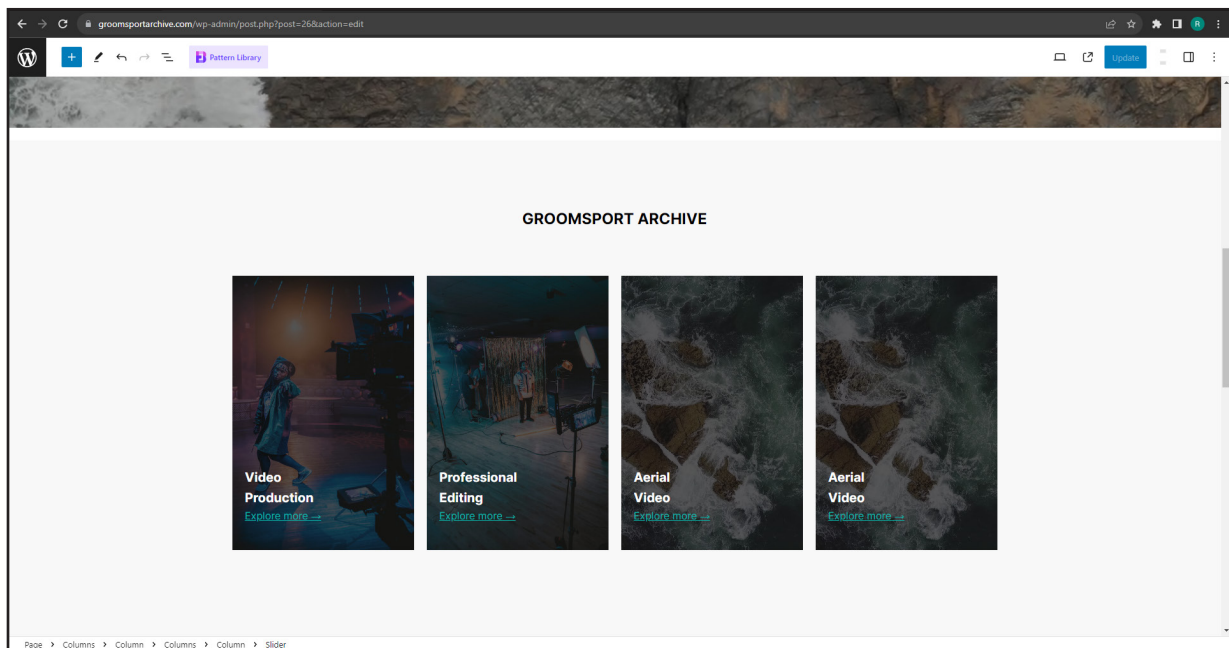 groomsportarchive.com/wp-admin/post.php?post=26&action=edit
R
Pattern Library
Update
GROOMSPORT ARCHIVE
Video
Production
Explore more →
Professional
Editing
Explore more →
Aerial
Video
Explore more →
Aerial
Video
Explore more →
Page > Columns > Column > Columns > Column > Slider